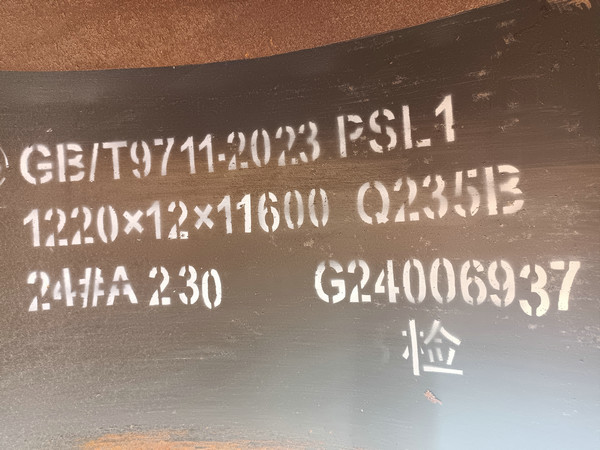 GB/T9711-2023 PSL1
1220×12×11600 Q235B
24#A 230 G24006937
检